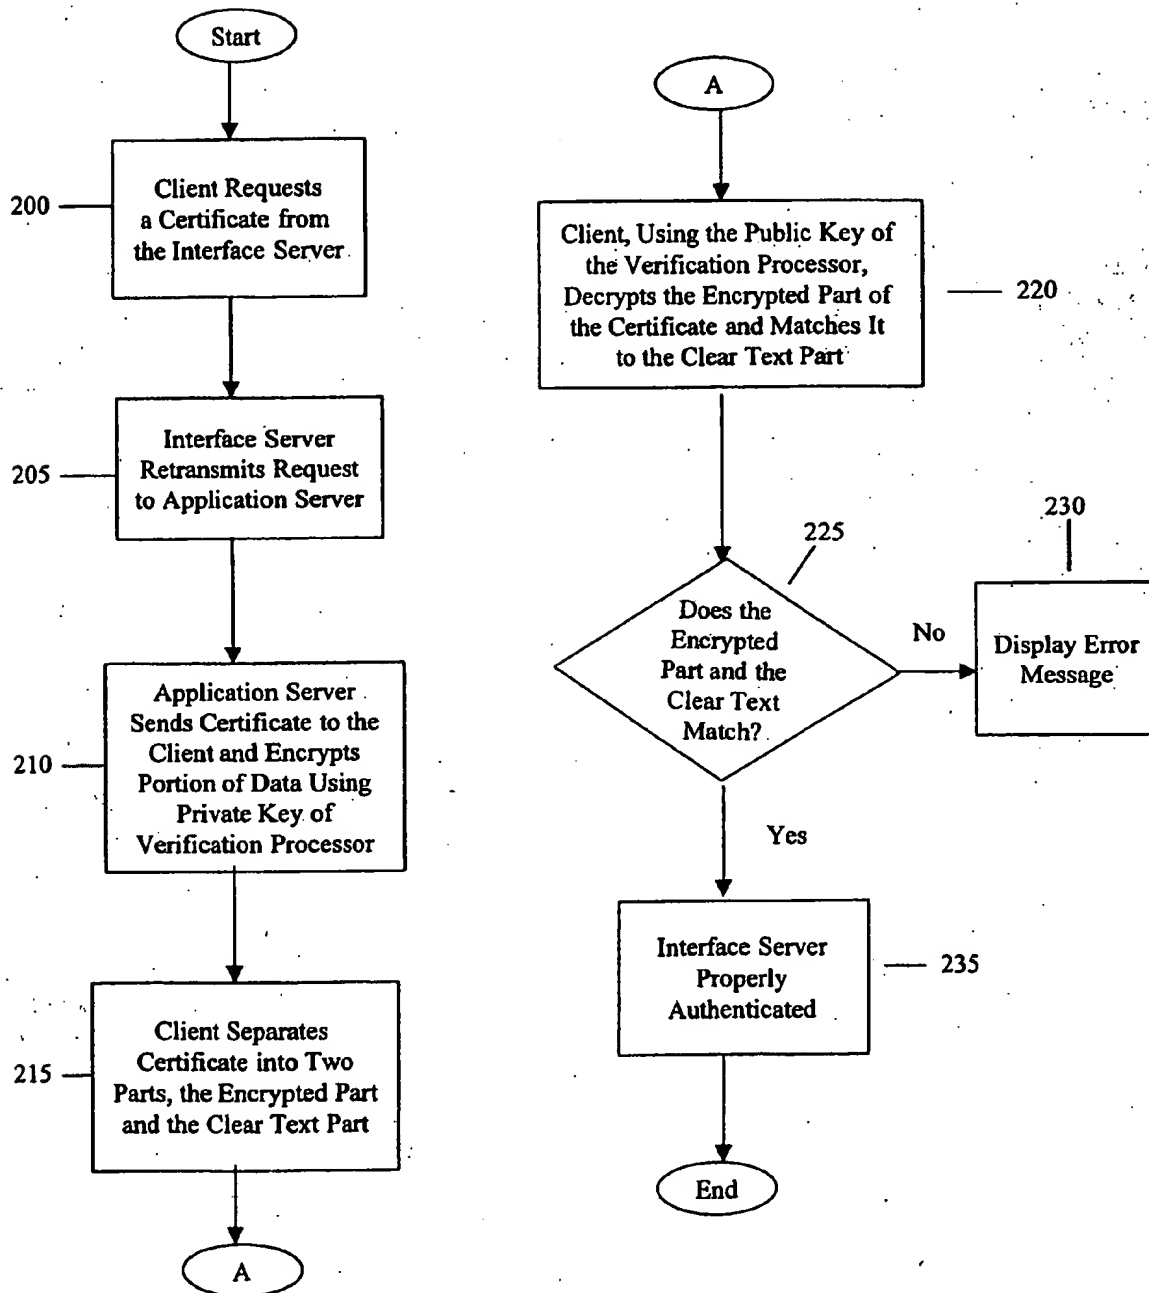 Start
200
Client Requests
a Certificate from
the Interface Server
205
Interface Server
Retransmits Request
to Application Server
210
Application Server
Sends Certificate to the
Client and Encrypts
Portion of Data Using
Private Key of
Verification Processor
215
Client Separates
Certificate into Two
Parts, the Encrypted Part
and the Clear Text Part
A
A
Client, Using the Public Key of
the Verification Processor,
Decrypts the Encrypted Part of
the Certificate and Matches It
to the Clear Text Part
220
225
Does the
Encrypted
Part and the
Clear Text
Match?
No
230
Display Error
Message
Yes
Interface Server
Properly
Authenticated
235
End